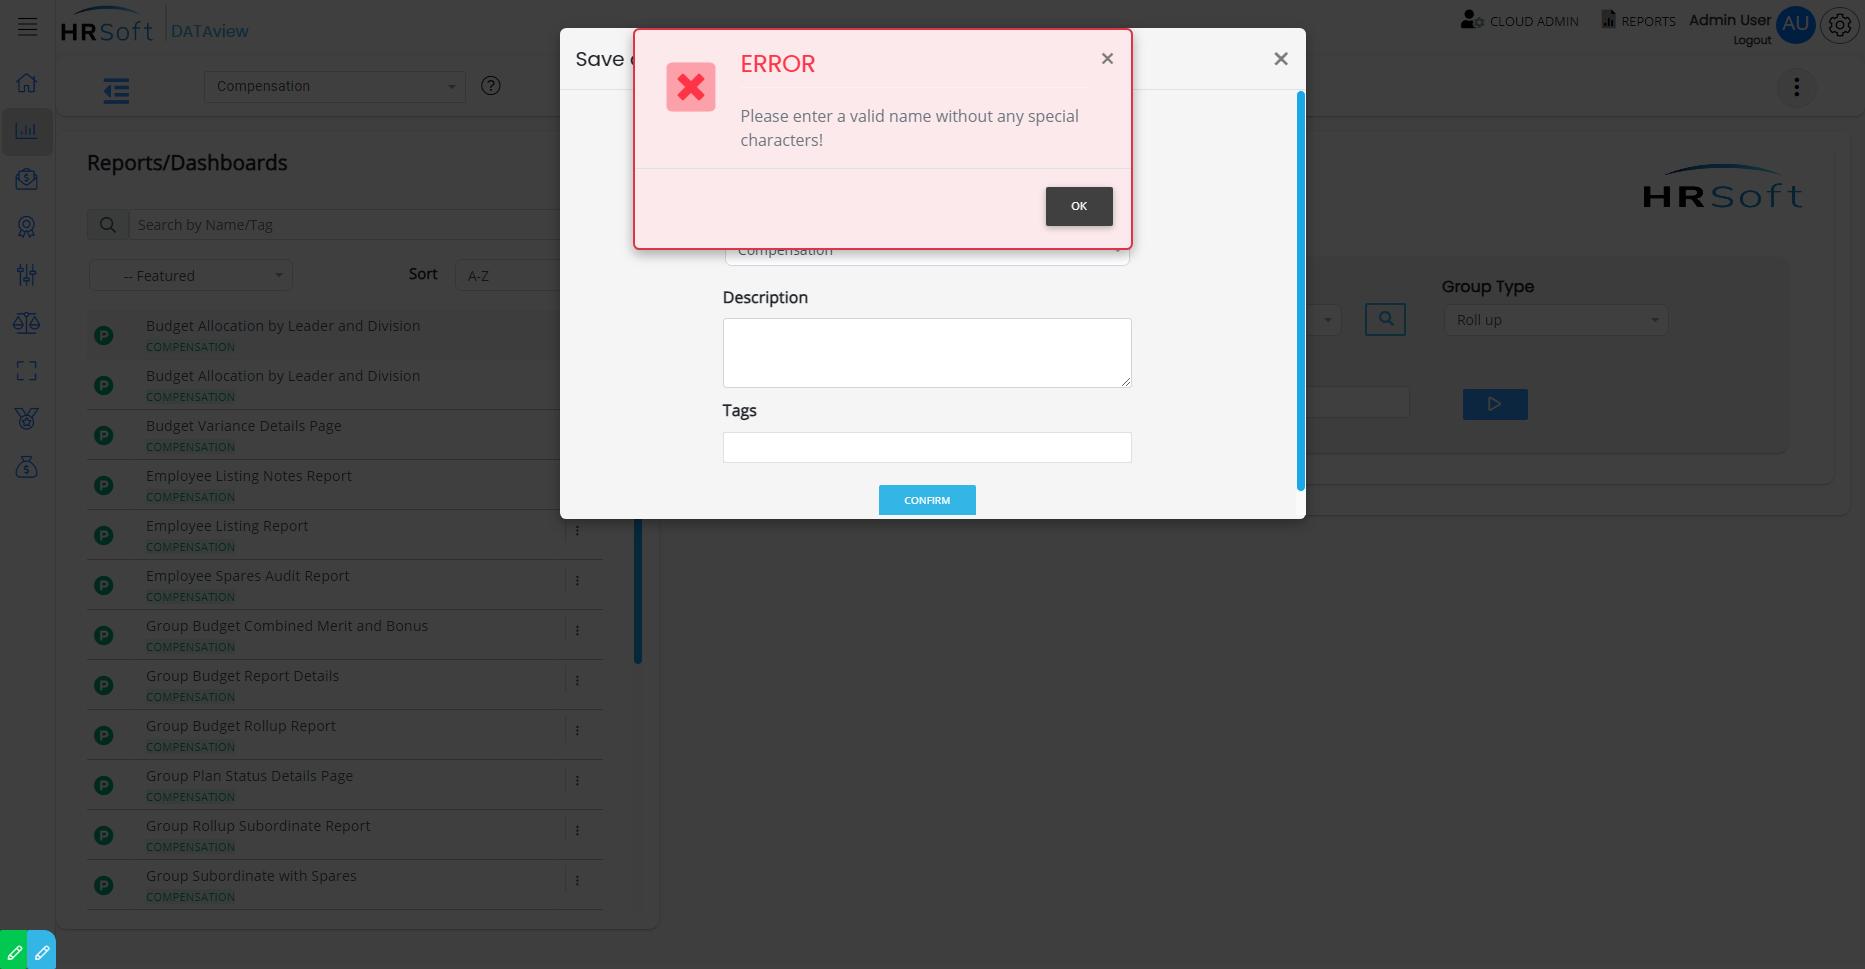 HRSoft
DATAview
CLOUD ADMIN
REPORTS
Admin User
Logout
AU
Compensation
?
Save
ERROR
Please enter a valid name without any special
characters!
OK
Compensation
Description
Tags
CONFIRM
Reports/Dashboards
Search by Name/Tag
-- Featured
Sort
A-Z
P
Budget Allocation by Leader and Division
COMPENSATION
P
Budget Allocation by Leader and Division
COMPENSATION
P
Budget Variance Details Page
COMPENSATION
P
Employee Listing Notes Report
COMPENSATION
P
Employee Listing Report
COMPENSATION
P
Employee Spares Audit Report
COMPENSATION
P
Group Budget Combined Merit and Bonus
COMPENSATION
P
Group Budget Report Details
COMPENSATION
P
Group Budget Rollup Report
COMPENSATION
P
Group Plan Status Details Page
COMPENSATION
P
Group Rollup Subordinate Report
COMPENSATION
P
Group Subordinate with Spares
COMPENSATION
HRSoft
Group Type
Roll up